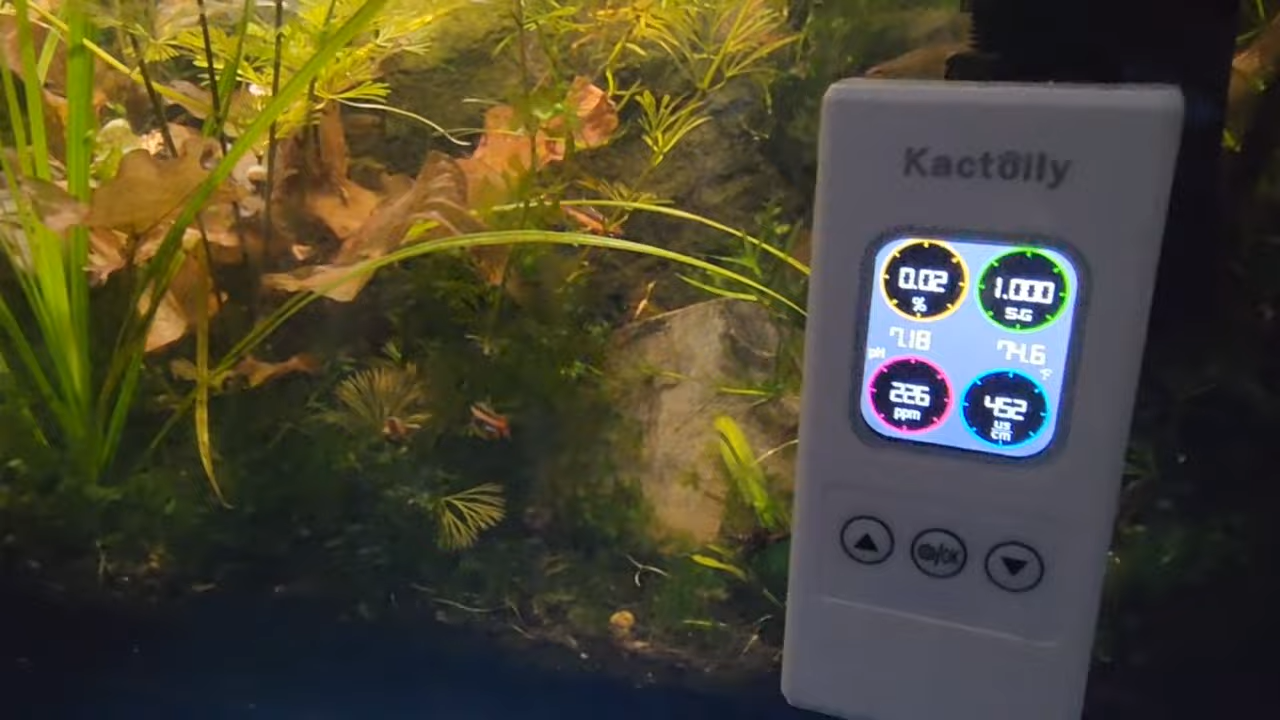 Kactoily
0.02
%
1.000
S.G
pH 7.18
74.6 °F
226
ppm
452
us
cm
/OK